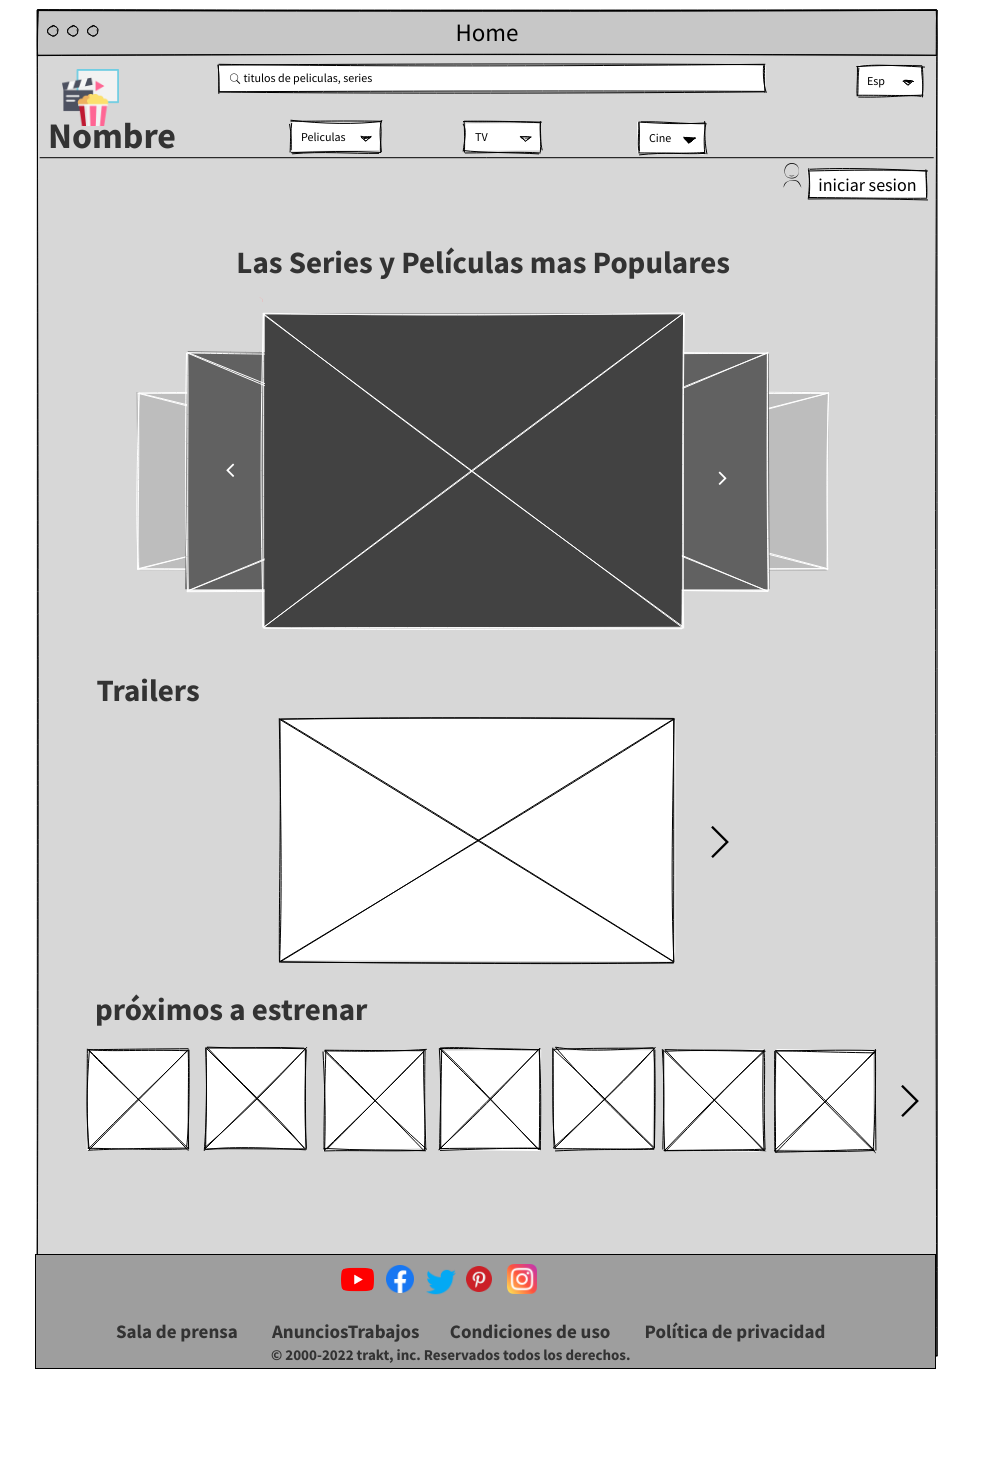 Home
titulos de peliculas, series
Esp
Nombre
Peliculas
TV
Cine
iniciar sesion
Las Series y Películas mas Populares
Trailers
próximos a estrenar
Sala de prensa
AnunciosTrabajos
Condiciones de uso
Política de privacidad
© 2000-2022 trakt, inc. Reservados todos los derechos.